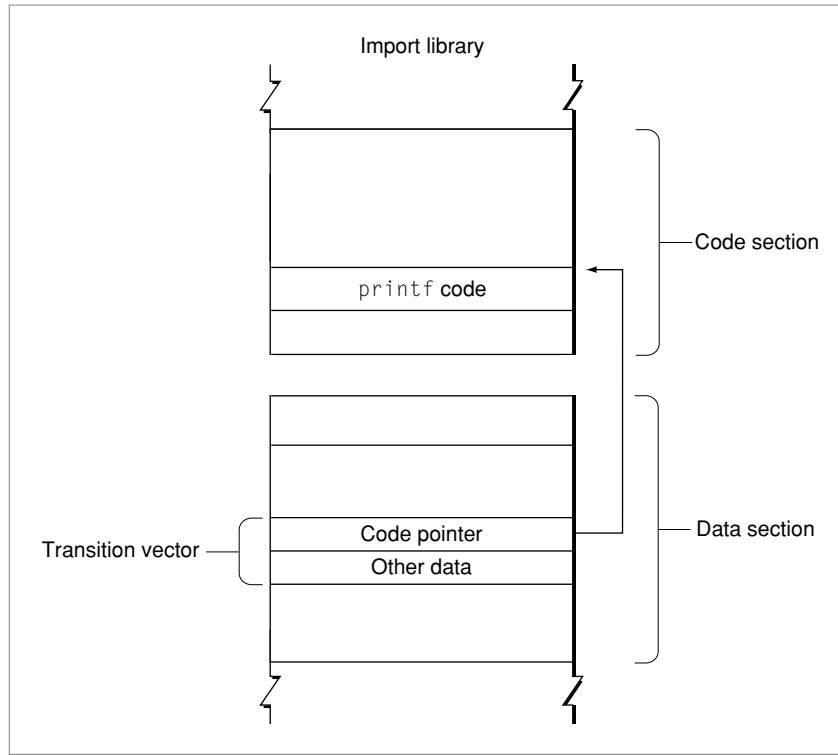 Import library
Code section
printf code
Transition vector
Code pointer
Other data
Data section